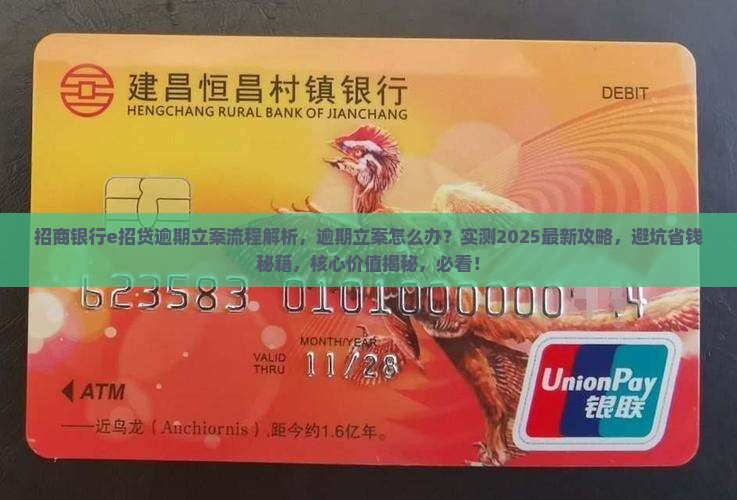 建昌恒昌村镇银行
HENGCHANG RURAL BANK OF JIANCHANG
DEBIT
招商银行e招贷逾期立案流程解析，逾期立案怎么办？实测2025最新攻略，避坑省钱
秘籍，核心价值揭秘，必看！
MONTH/YEAR
VALID
THRU
11/28
ATM
UnionPay
银联
——近鸟龙（Anchiornis）,距今约1.6亿年。